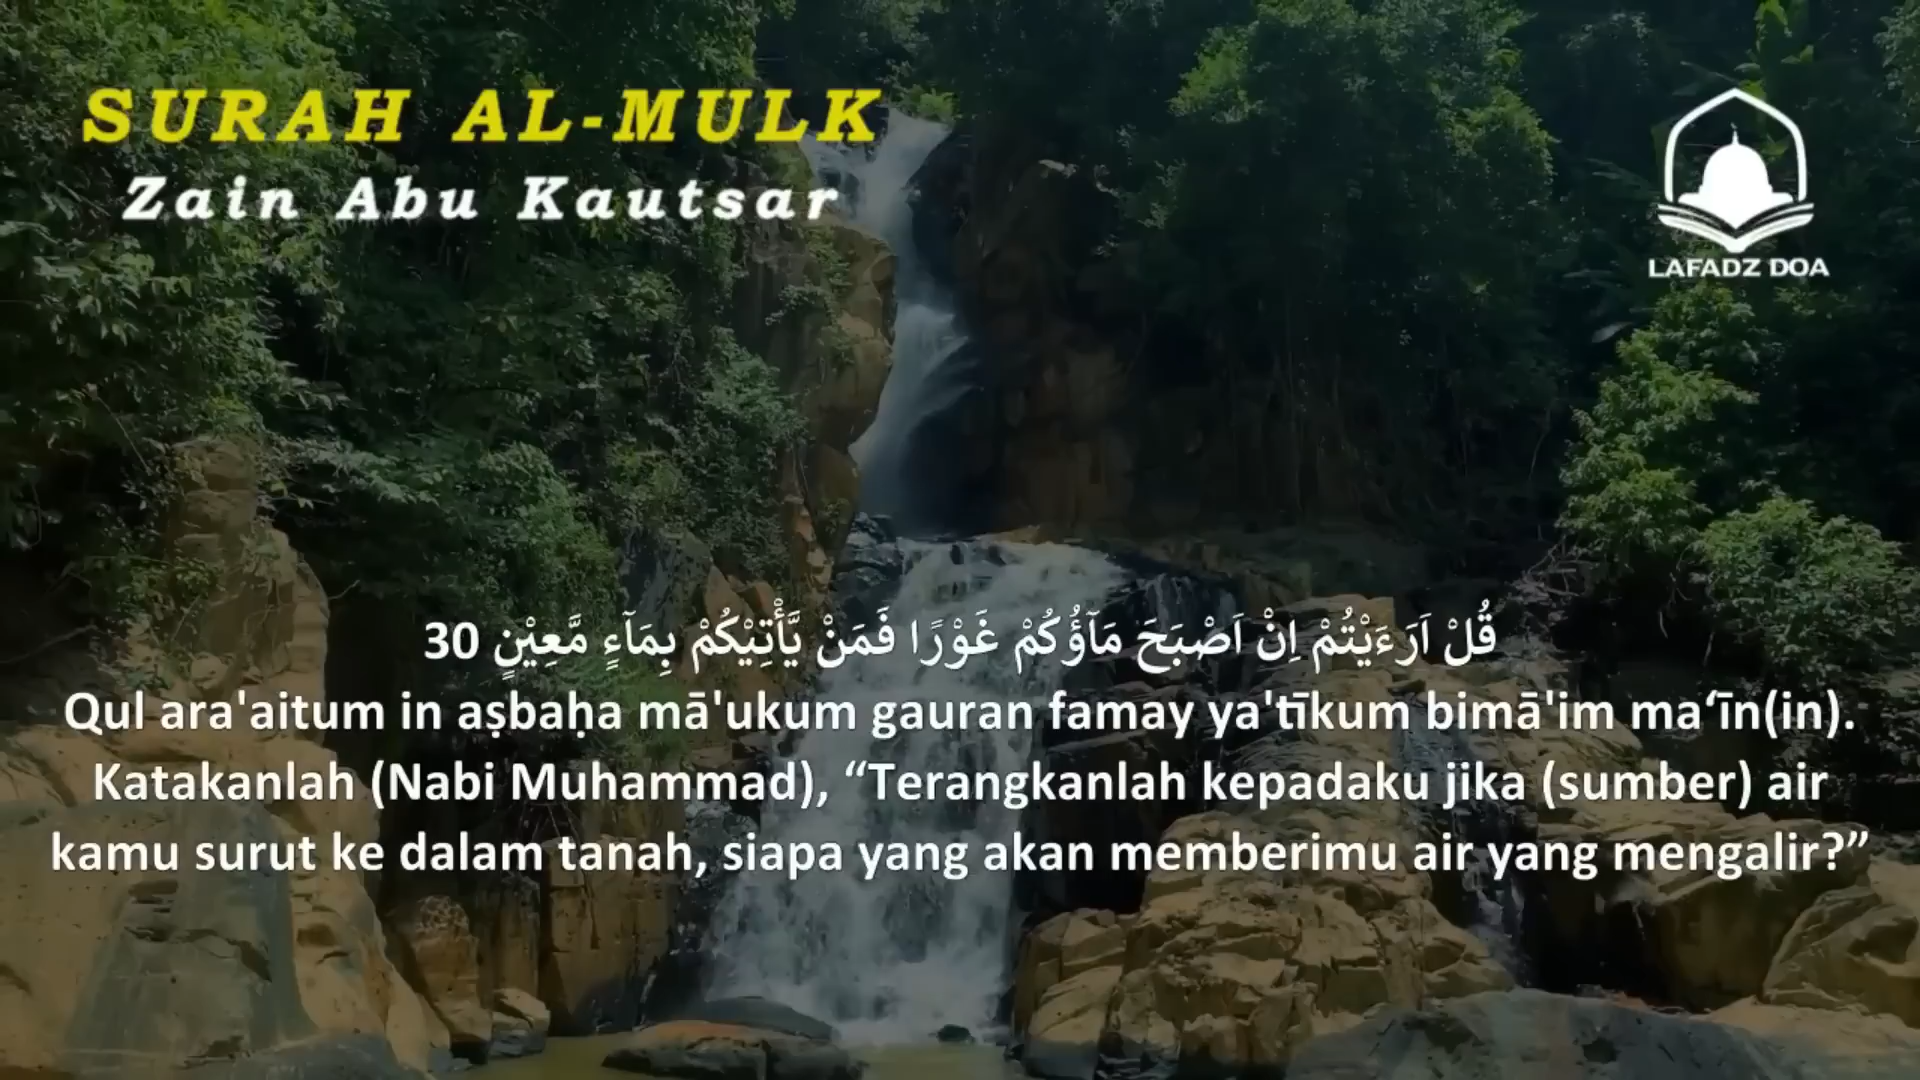 SURAH AL-MULK
Zain Abu Kautsar
LAFADZ DOA
قُلْ اَرَءَيْتُمْ اِنْ اَصْبَحَ مَاۤؤُكُمْ غَوْرًا فَمَنْ يَّأْتِيْكُمْ بِمَاۤءٍ مَّعِيْنٍ 30
Qul ara'aitum in aṣbaḥa mā'ukum gauran famay ya'tīkum bimā'im ma‘īn(in).
Katakanlah (Nabi Muhammad), “Terangkanlah kepadaku jika (sumber) air
kamu surut ke dalam tanah, siapa yang akan memberimu air yang mengalir?”